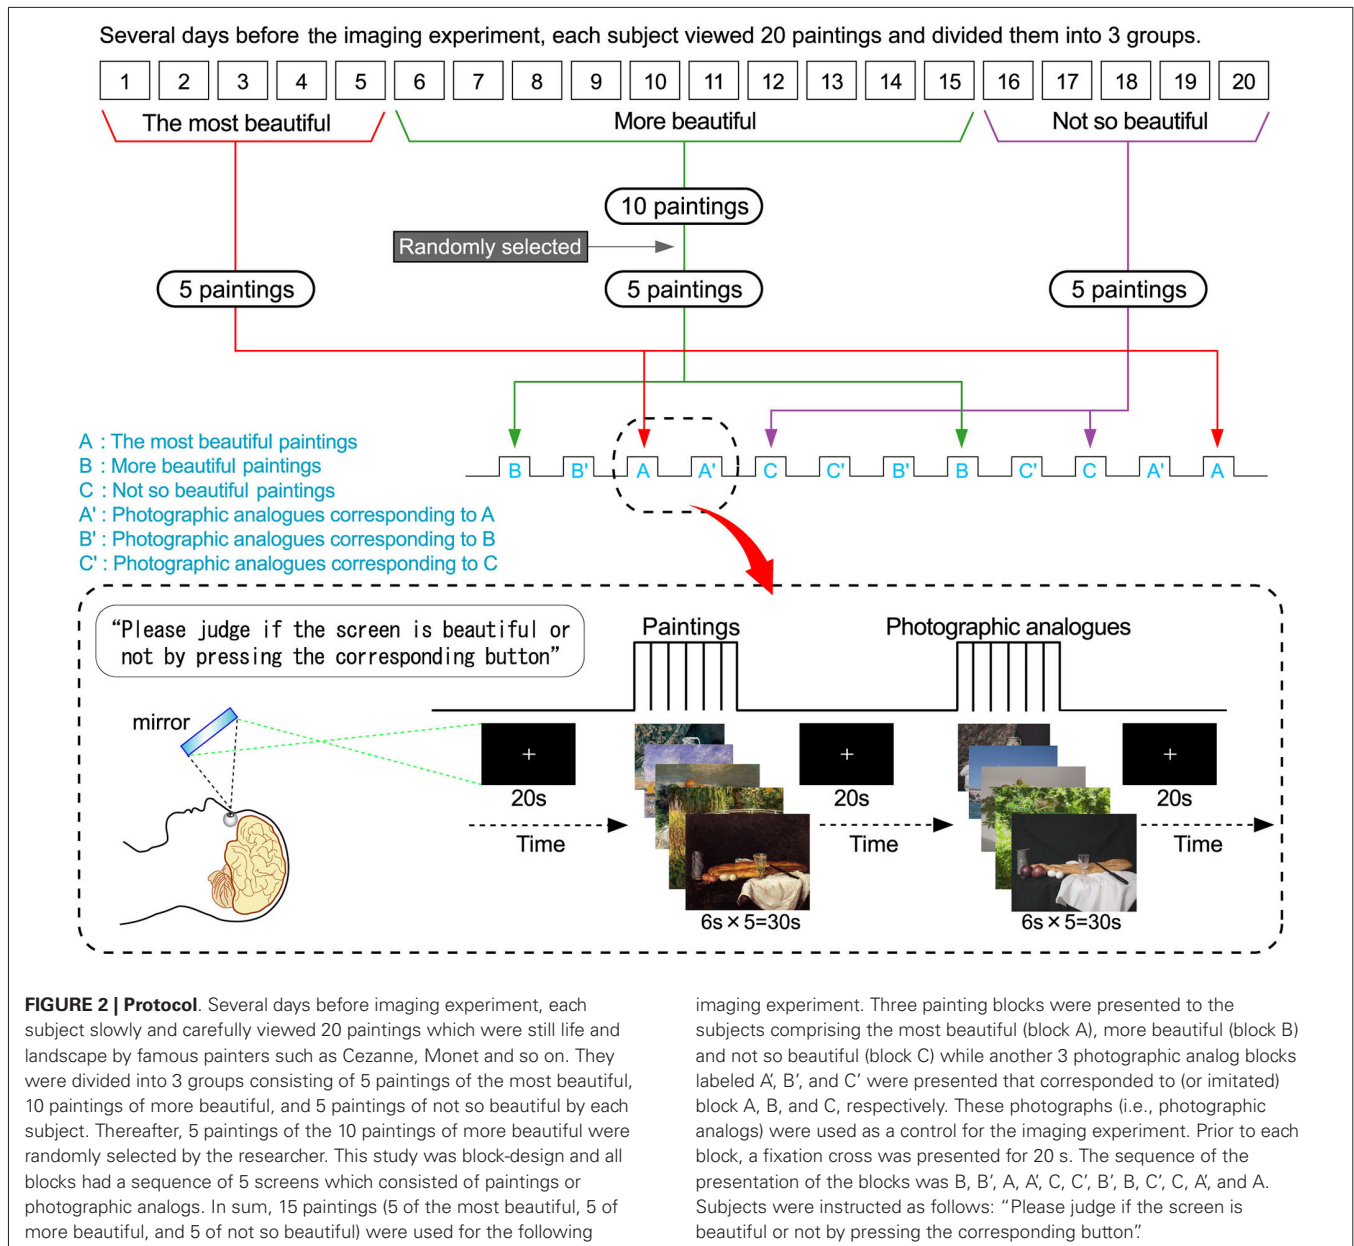 Several days before the imaging experiment, each subject viewed 20 paintings and divided them into 3 groups.
1 2 3 4 5 6 7 8 9 10 11 12 13 14 15 16 17 18 19 20
The most beautiful More beautiful Not so beautiful
10 paintings
Randomly selected
5 paintings 5 paintings 5 paintings
A : The most beautiful paintings
B : More beautiful paintings
C : Not so beautiful paintings
A' : Photographic analogues corresponding to A
B' : Photographic analogues corresponding to B
C' : Photographic analogues corresponding to C
B B' A A' C C' B' B C' C A' A
“Please judge if the screen is beautiful or
not by pressing the corresponding button”
Paintings Photographic analogues
mirror
20s 20s 20s
Time Time Time
6s×5=30s 6s×5=30s
FIGURE 2 | Protocol. Several days before imaging experiment, each
subject slowly and carefully viewed 20 paintings which were still life and
landscape by famous painters such as Cezanne, Monet and so on. They
were divided into 3 groups consisting of 5 paintings of the most beautiful,
10 paintings of more beautiful, and 5 paintings of not so beautiful by each
subject. Thereafter, 5 paintings of the 10 paintings of more beautiful were
randomly selected by the researcher. This study was block-design and all
blocks had a sequence of 5 screens which consisted of paintings or
photographic analogs. In sum, 15 paintings (5 of the most beautiful, 5 of
more beautiful, and 5 of not so beautiful) were used for the following
imaging experiment. Three painting blocks were presented to the
subjects comprising the most beautiful (block A), more beautiful (block B)
and not so beautiful (block C) while another 3 photographic analog blocks
labeled A’, B’, and C’ were presented that corresponded to (or imitated)
block A, B, and C, respectively. These photographs (i.e., photographic
analogs) were used as a control for the imaging experiment. Prior to each
block, a fixation cross was presented for 20 s. The sequence of the
presentation of the blocks was B, B’, A, A’, C, C’, B’, B, C’, C, A’, and A.
Subjects were instructed as follows: “Please judge if the screen is
beautiful or not by pressing the corresponding button”.